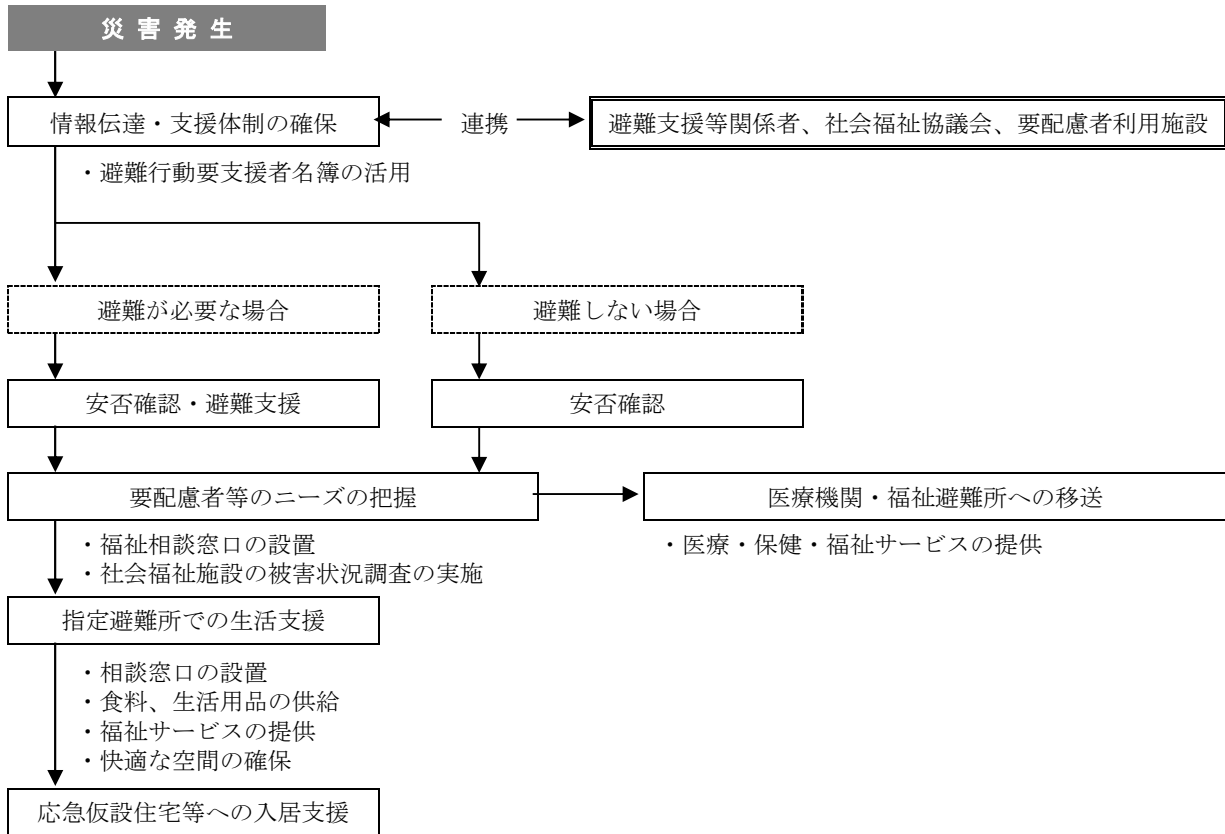 災害発生
情報伝達・支援体制の確保
連携
避難支援等関係者、社会福祉協議会、要配慮者利用施設
・避難行動要支援者名簿の活用
避難が必要な場合
避難しない場合
安否確認・避難支援
安否確認
要配慮者等のニーズの把握
医療機関・福祉避難所への移送
・福祉相談窓口の設置
・医療・保健・福祉サービスの提供
・社会福祉施設の被害状況調査の実施
指定避難所での生活支援
・相談窓口の設置
・食料、生活用品の供給
・福祉サービスの提供
・快適な空間の確保
応急仮設住宅等への入居支援